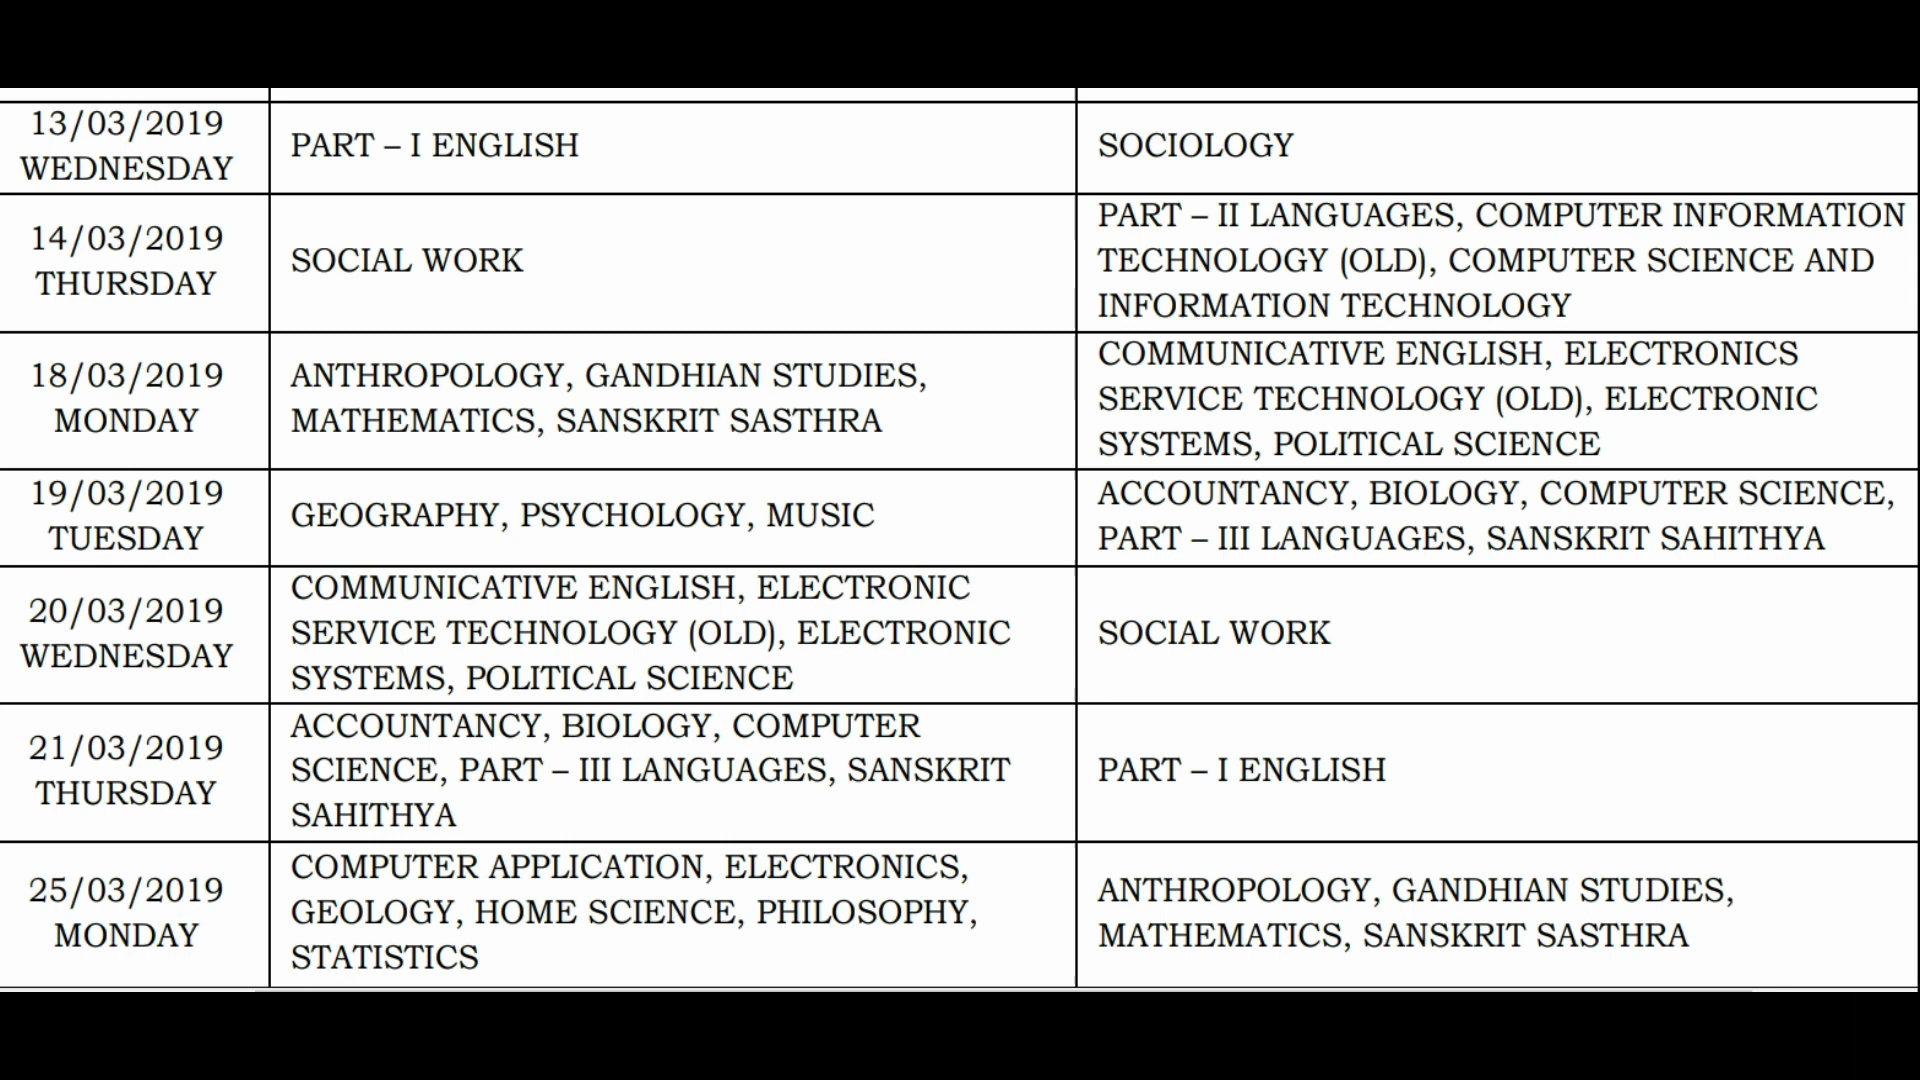 13/03/2019
WEDNESDAY
PART – I ENGLISH
SOCIOLOGY
14/03/2019
THURSDAY
SOCIAL WORK
PART – II LANGUAGES, COMPUTER INFORMATION
TECHNOLOGY (OLD), COMPUTER SCIENCE AND
INFORMATION TECHNOLOGY
18/03/2019
MONDAY
ANTHROPOLOGY, GANDHIAN STUDIES,
MATHEMATICS, SANSKRIT SASTHRA
COMMUNICATIVE ENGLISH, ELECTRONICS
SERVICE TECHNOLOGY (OLD), ELECTRONIC
SYSTEMS, POLITICAL SCIENCE
19/03/2019
TUESDAY
GEOGRAPHY, PSYCHOLOGY, MUSIC
ACCOUNTANCY, BIOLOGY, COMPUTER SCIENCE,
PART – III LANGUAGES, SANSKRIT SAHITHYA
20/03/2019
WEDNESDAY
COMMUNICATIVE ENGLISH, ELECTRONIC
SERVICE TECHNOLOGY (OLD), ELECTRONIC
SYSTEMS, POLITICAL SCIENCE
SOCIAL WORK
21/03/2019
THURSDAY
ACCOUNTANCY, BIOLOGY, COMPUTER
SCIENCE, PART – III LANGUAGES, SANSKRIT
SAHITHYA
PART – I ENGLISH
25/03/2019
MONDAY
COMPUTER APPLICATION, ELECTRONICS,
GEOLOGY, HOME SCIENCE, PHILOSOPHY,
STATISTICS
ANTHROPOLOGY, GANDHIAN STUDIES,
MATHEMATICS, SANSKRIT SASTHRA